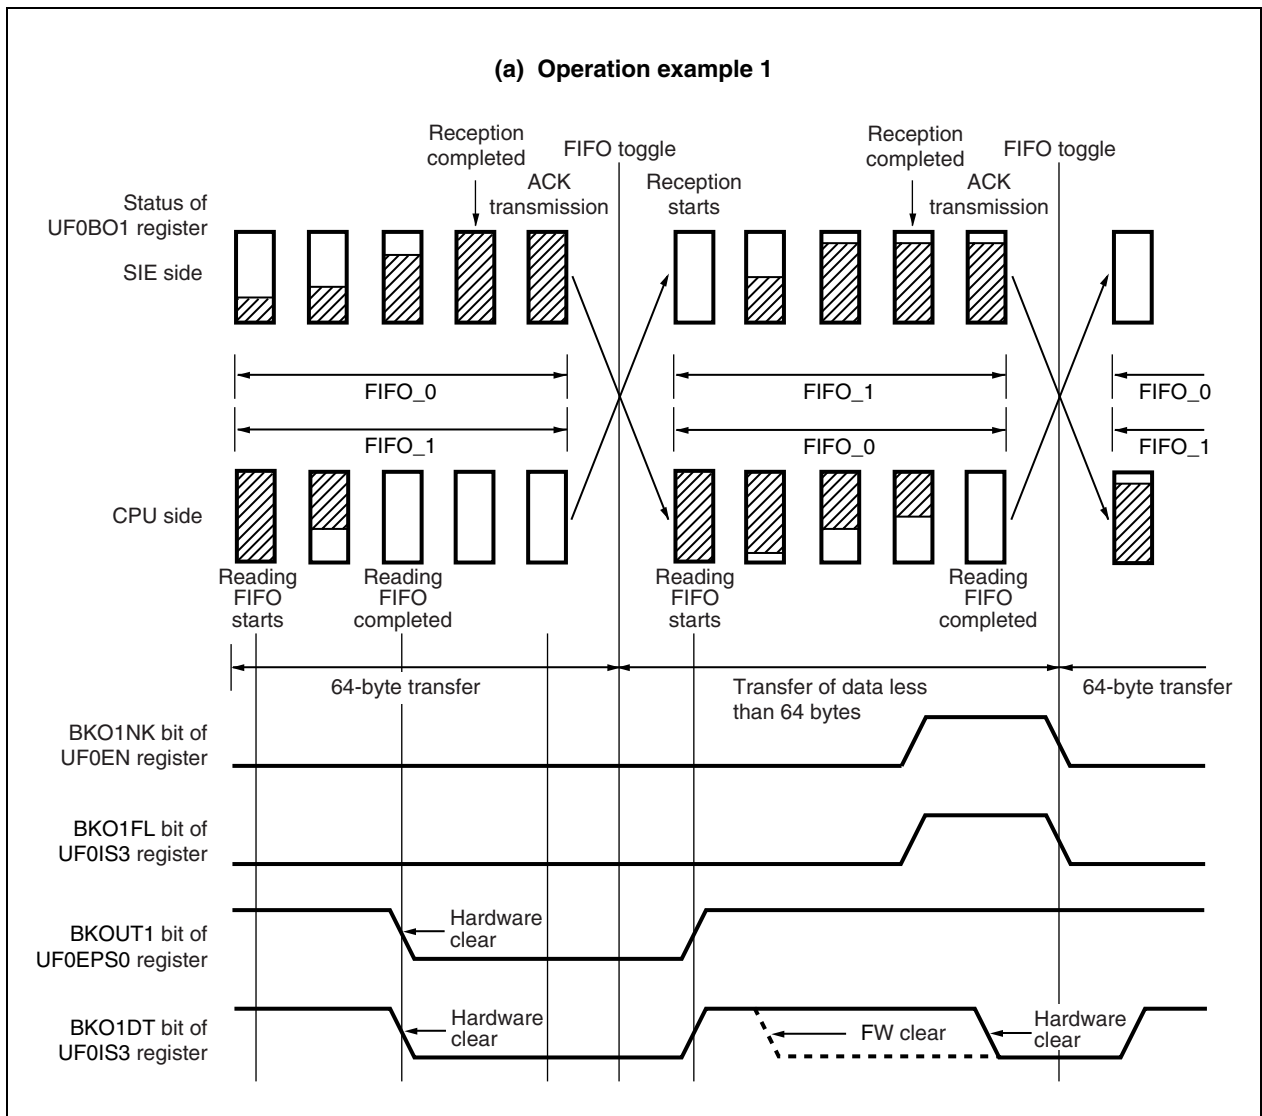 (a) Operation example 1
Reception
completed
FIFO toggle
Reception
completed
FIFO toggle
ACK
transmission
Reception
starts
ACK
transmission
Status of
UF0BO1 register
SIE side
FIFO_0
FIFO_1
FIFO_0
FIFO_1
FIFO_0
FIFO_1
CPU side
Reading
FIFO
starts
Reading
FIFO
completed
Reading
FIFO
starts
Reading
FIFO
completed
64-byte transfer
Transfer of data less
than 64 bytes
64-byte transfer
BKO1NK bit of
UF0EN register
BKO1FL bit of
UF0IS3 register
BKOUT1 bit of
UF0EPS0 register
Hardware
clear
BKO1DT bit of
UF0IS3 register
Hardware
clear
FW clear
Hardware
clear